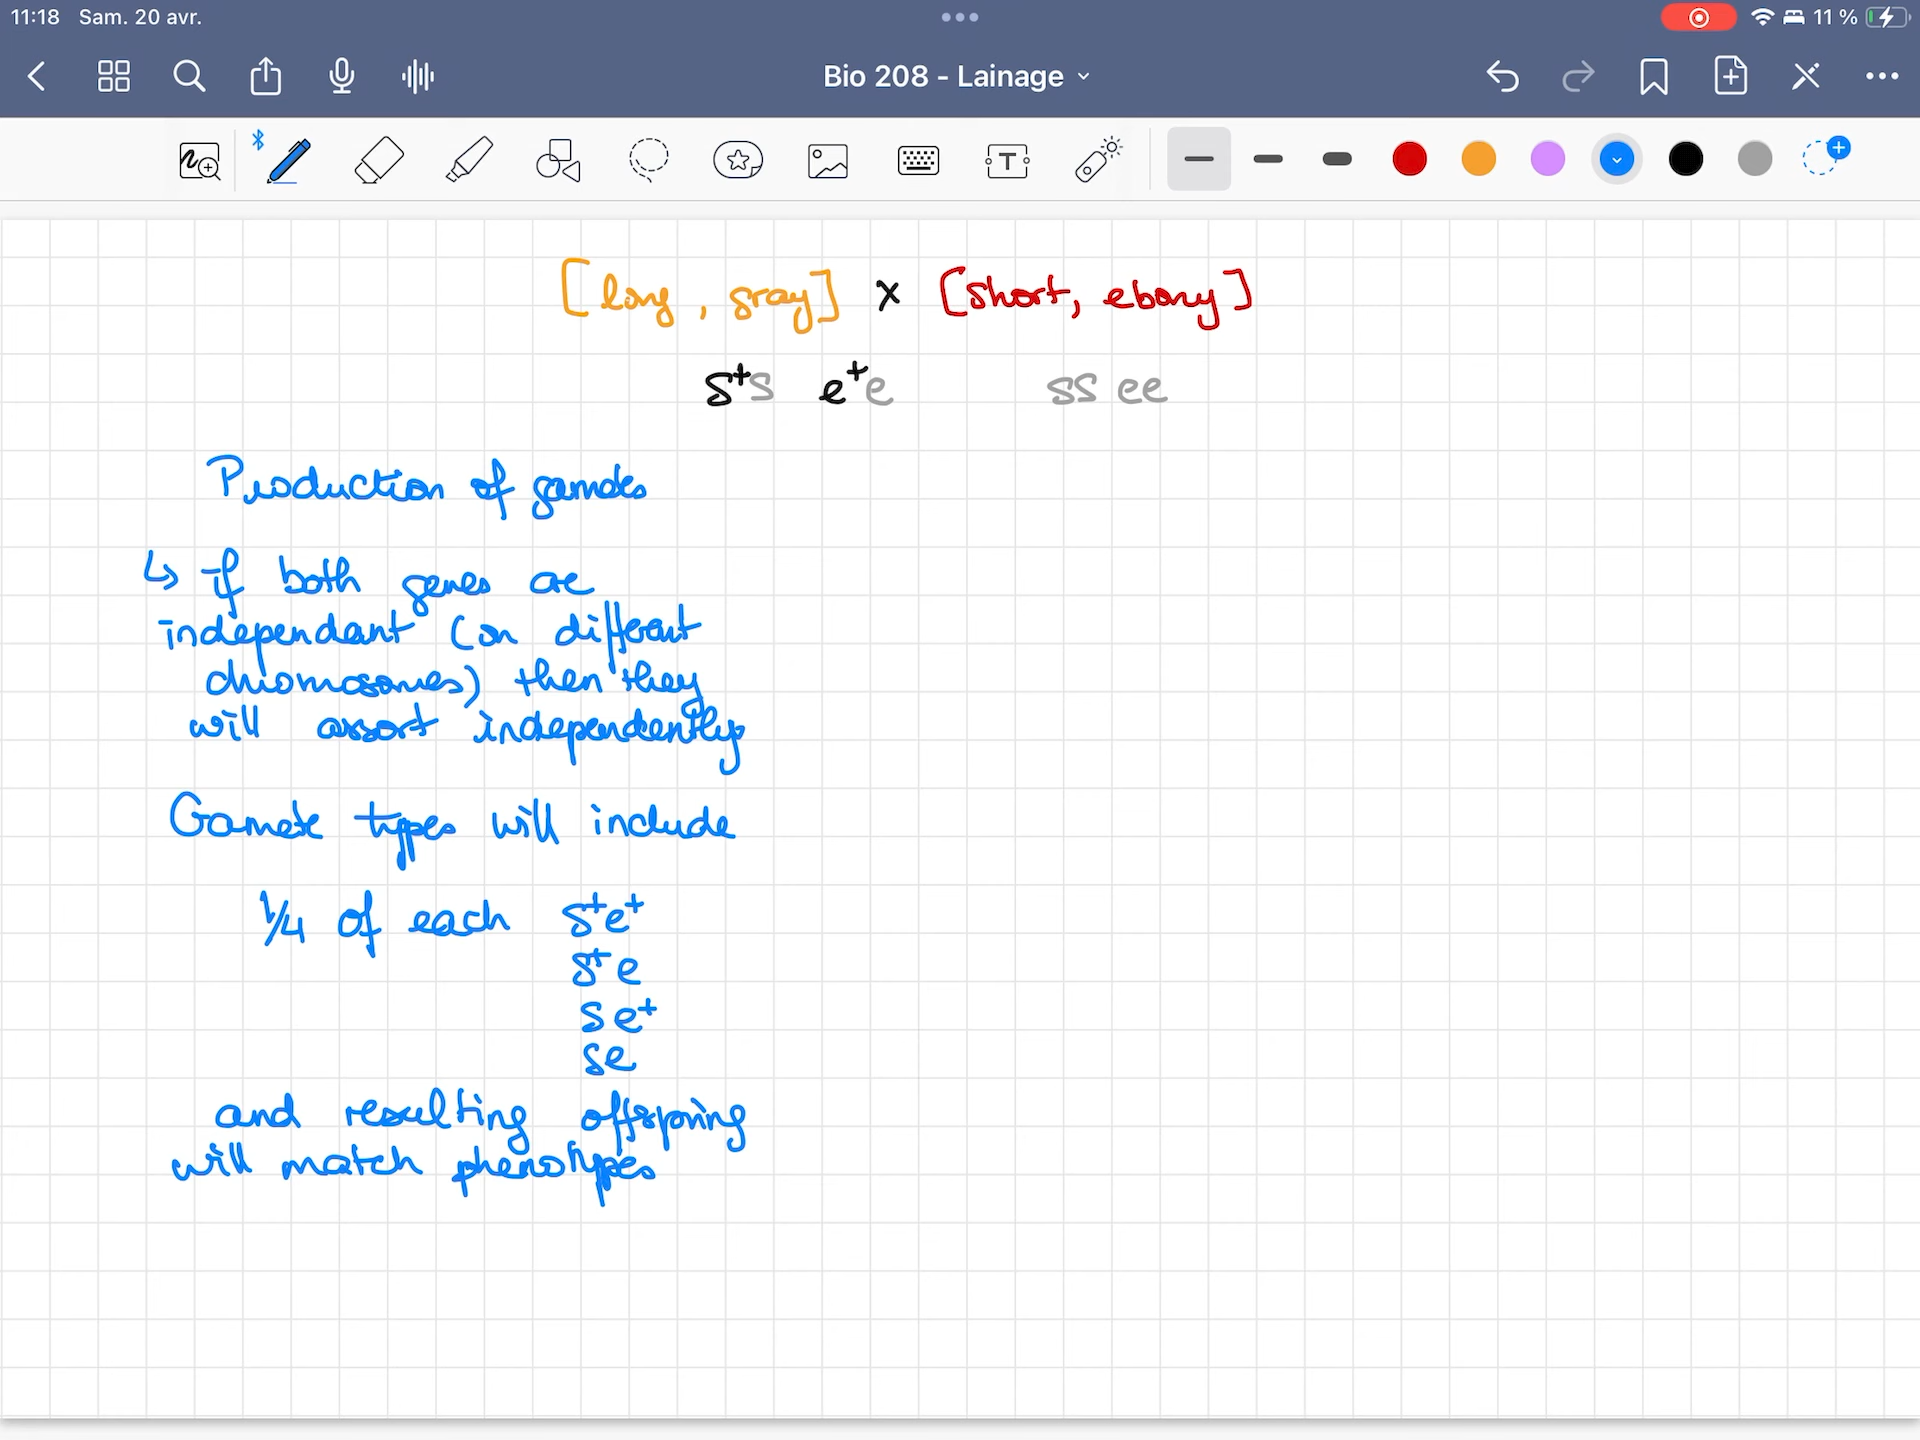 11:18 Sam. 20 avr.
11 %
Bio 208 - Lainage
T
[long, gray] x [short, ebony]
s⁺s e⁺e ss ee
Production of gametes
↳ if both genes are
independant (on different
chromosomes) then they
will assort independently
Gamete types will include
1/4 of each s⁺e⁺
s⁺e
se⁺
se
and resulting offspring
will match phenotypes